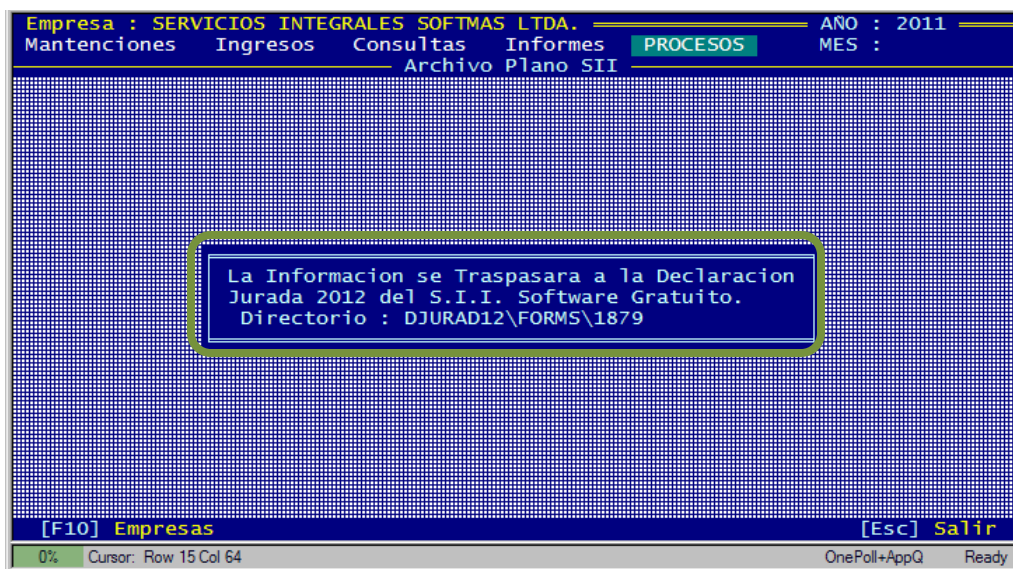 Empresa : SERVICIOS INTEGRALES SOFTMAS LTDA. AÑO : 2011
Mantenciones Ingresos Consultas Informes PROCESOS MES :
Archivo Plano SII
La Informacion se Traspasara a la Declaracion
Jurada 2012 del S.I.I. Software Gratuito.
Directorio : DJURAD12\FORMS\1879
[F10] Empresas [Esc] Salir
0% Cursor: Row 15 Col 64 OnePoll+AppQ Ready